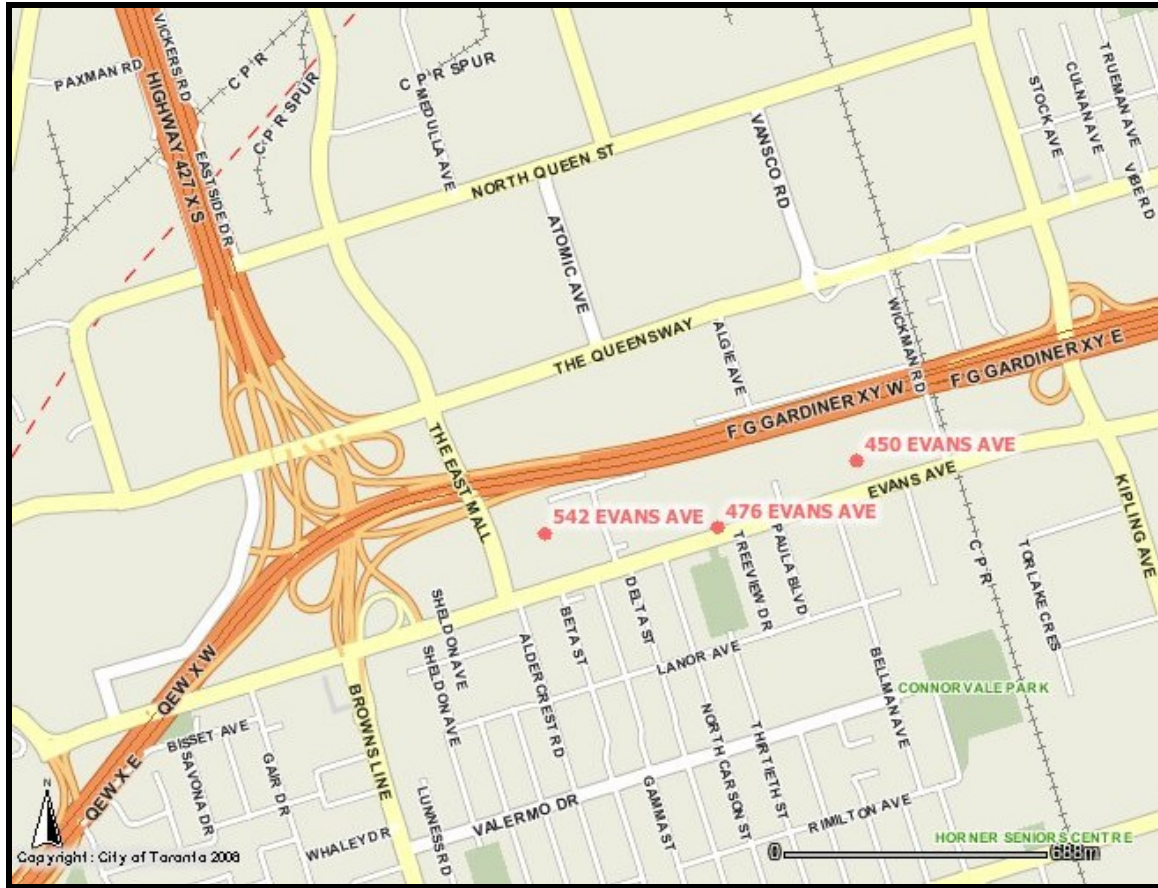 VICKERS RD
PAXMAN RD
C P R
C P R SPUR
HIGHWAY 427 X S
C P R SPUR
MEDULLA AVE
EAST SIDE DR
NORTH QUEEN ST
VANSCO RD
STOCK AVE
CULNAN AVE
TRUEMAN AVE
VIBE RD
ATOMIC AVE
THE QUEENSWAY
ALGIE AVE
WICKMAN RD
F G GARDINER XY W
F G GARDINER XY E
THE EAST MALL
450 EVANS AVE
EVANS AVE
KIPLING AVE
542 EVANS AVE
476 EVANS AVE
TREEVIEW DR
PAULA BLVD
C P R
TORLAKE CRES
SHELDON AVE
SHELDON AVE
ALDERCREST RD
BETA ST
DELTA ST
LANOR AVE
BELLMAN AVE
CONNORVALE PARK
QEW X W
QEW X E
BISSET AVE
SAVONA DR
GAIR DR
BROWNS LINE
NORTH CARSON ST
THIRTIETH ST
GAMMA ST
LUNNESS RD
VALERMO DR
WHALEY DR
RIMILTON AVE
HORNER SENIORS CENTRE
N
Copyright : City of Toronto 2008
0
688m